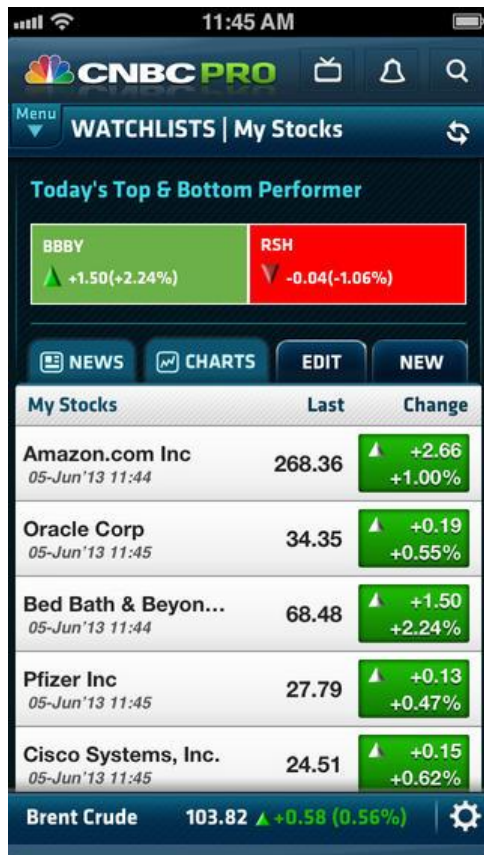 11:45 AM
CNBC PRO
Menu
WATCHLISTS | My Stocks
Today's Top & Bottom Performer
BBBY
+1.50(+2.24%)
RSH
-0.04(-1.06%)
NEWS
CHARTS
EDIT
NEW
My Stocks Last Change
Amazon.com Inc
05-Jun'13 11:44
268.36
+2.66
+1.00%
Oracle Corp
05-Jun'13 11:45
34.35
+0.19
+0.55%
Bed Bath & Beyon...
05-Jun'13 11:44
68.48
+1.50
+2.24%
Pfizer Inc
05-Jun'13 11:45
27.79
+0.13
+0.47%
Cisco Systems, Inc.
05-Jun'13 11:45
24.51
+0.15
+0.62%
Brent Crude 103.82 +0.58 (0.56%)